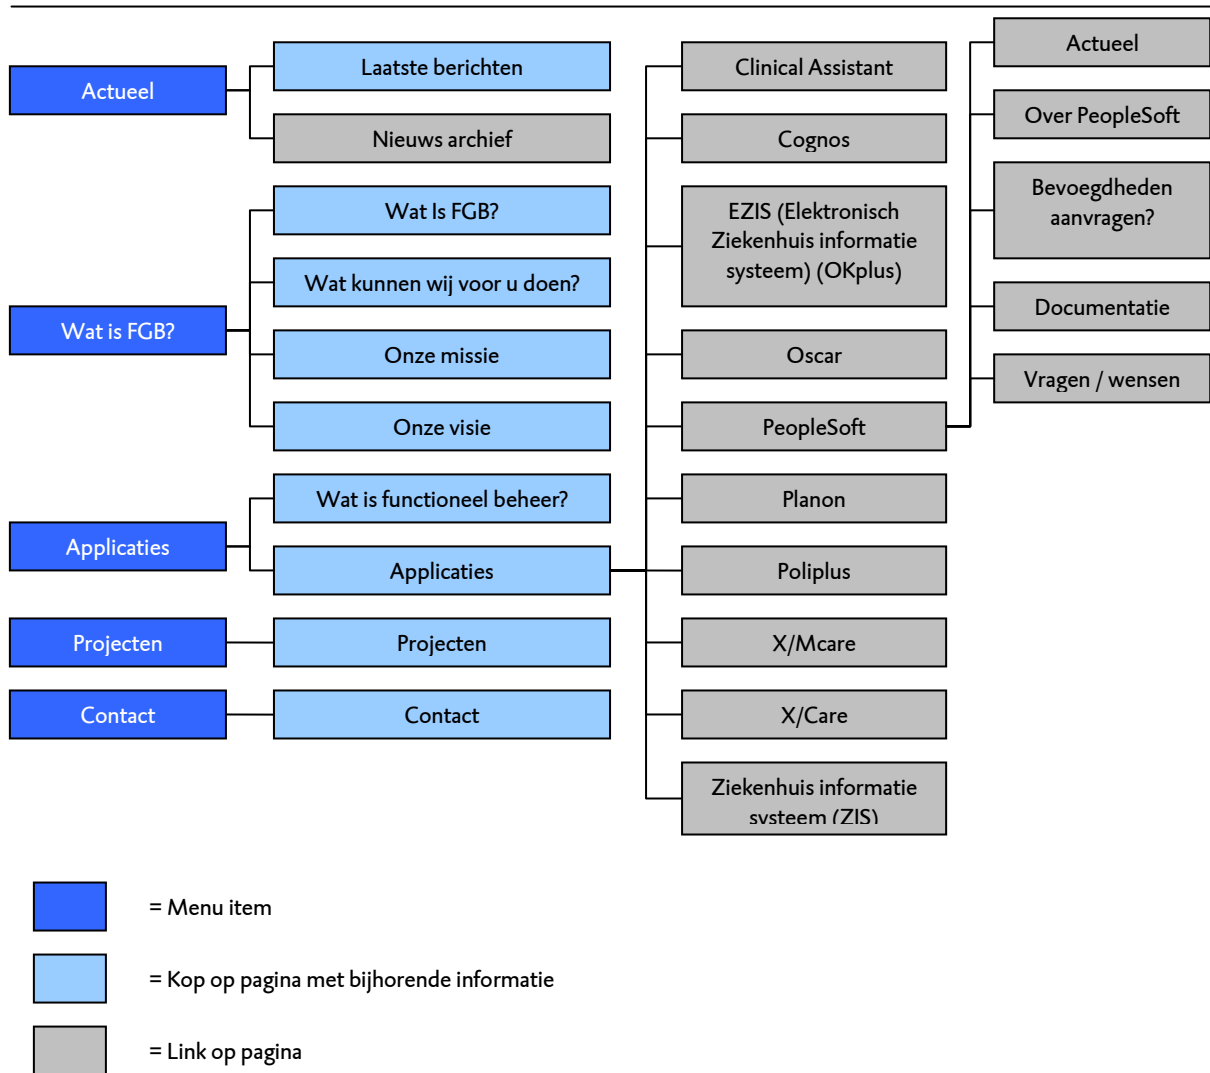 Actueel
Laatste berichten
Nieuws archief
Wat is FGB?
Wat Is FGB?
Wat kunnen wij voor u doen?
Onze missie
Onze visie
Applicaties
Wat is functioneel beheer?
Applicaties
Projecten
Projecten
Contact
Contact
Clinical Assistant
Cognos
EZIS (Elektronisch
Ziekenhuis informatie
systeem) (OKplus)
Oscar
PeopleSoft
Planon
Poliplus
X/Mcare
X/Care
Ziekenhuis informatie
systeem (ZIS)
Actueel
Over PeopleSoft
Bevoegdheden
aanvragen?
Documentatie
Vragen / wensen
= Menu item
= Kop op pagina met bijhorende informatie
= Link op pagina